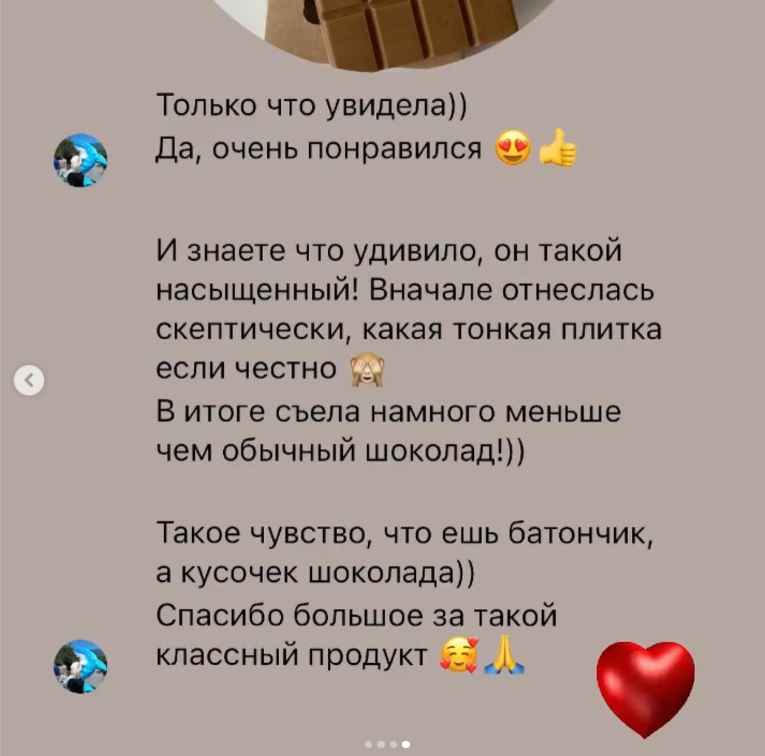 Только что увидела))
Да, очень понравился 😍👍
И знаете что удивило, он такой
насыщенный! Вначале отнеслась
скептически, какая тонкая плитка
если честно 🙈
В итоге съела намного меньше
чем обычный шоколад!))
Такое чувство, что ешь батончик,
а кусочек шоколада))
Спасибо большое за такой
классный продукт 🥰🙏